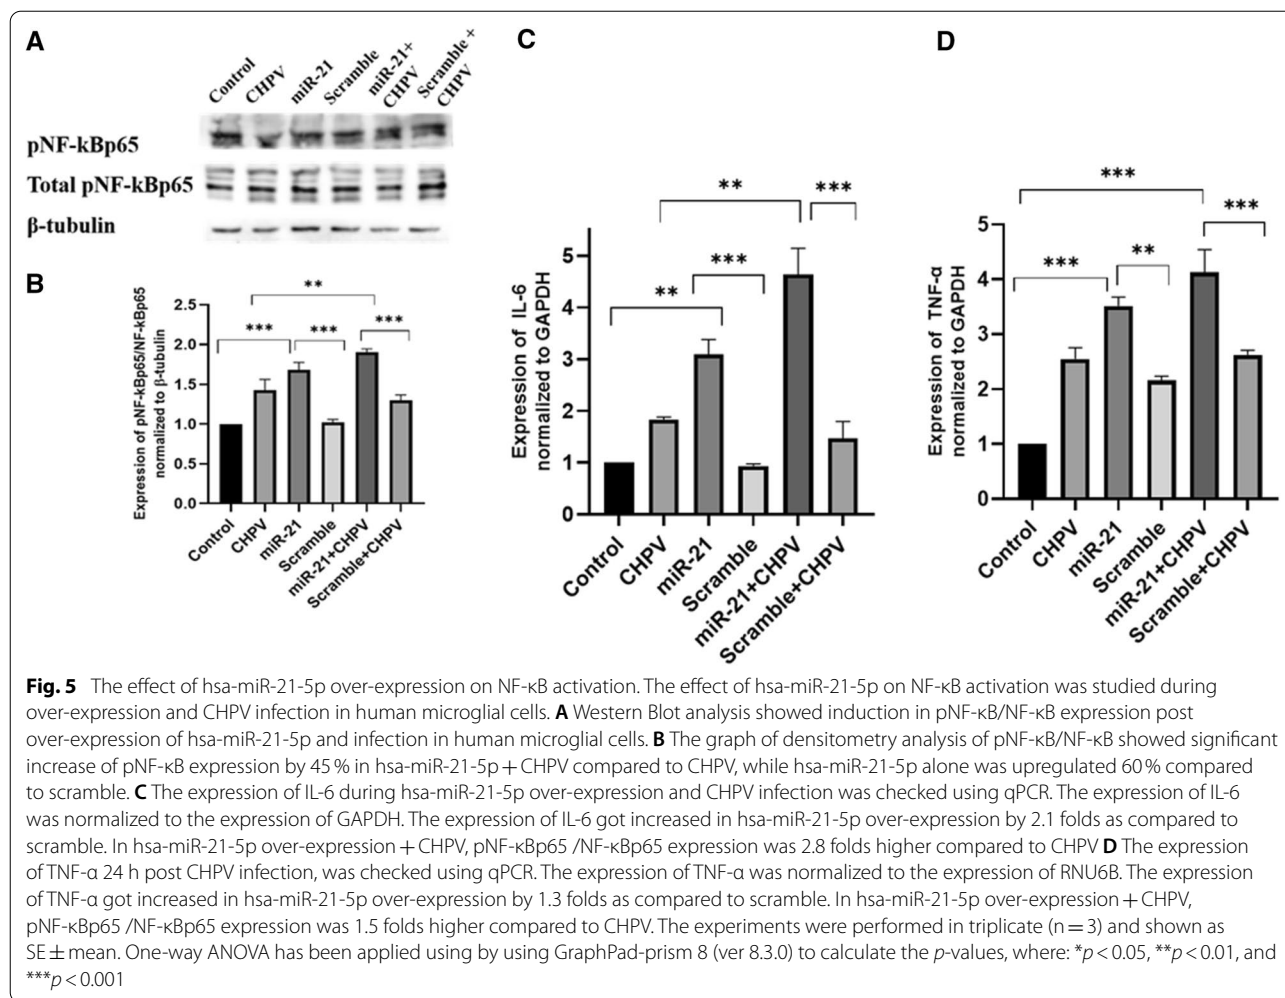 A
Control
CHPV
miR-21
Scramble
miR-21+
CHPV
Scramble +
CHPV
pNF-kBp65
Total pNF-kBp65
β-tubulin
B
Expression of pNF-kBp65/NF-kBp65
normalized to β-tubulin
2.5
2.0
1.5
1.0
0.5
0.0
**
***
***
***
Control
CHPV
miR-21
Scramble
miR-21+CHPV
Scramble+CHPV
C
Expression of IL-6
normalized to GAPDH
5
4
3
2
1
0
**
***
***
**
Control
CHPV
miR-21
Scramble
miR-21+CHPV
Scramble+CHPV
D
Expression of TNF-α
normalized to GAPDH
5
4
3
2
1
0
***
***
***
**
Control
CHPV
miR-21
Scramble
miR-21+CHPV
Scramble+CHPV
Fig. 5 The effect of hsa-miR-21-5p over-expression on NF-κB activation. The effect of hsa-miR-21-5p on NF-κB activation was studied during
over-expression and CHPV infection in human microglial cells. A Western Blot analysis showed induction in pNF-κB/NF-κB expression post
over-expression of hsa-miR-21-5p and infection in human microglial cells. B The graph of densitometry analysis of pNF-κB/NF-κB showed significant
increase of pNF-κB expression by 45 % in hsa-miR-21-5p + CHPV compared to CHPV, while hsa-miR-21-5p alone was upregulated 60 % compared
to scramble. C The expression of IL-6 during hsa-miR-21-5p over-expression and CHPV infection was checked using qPCR. The expression of IL-6
was normalized to the expression of GAPDH. The expression of IL-6 got increased in hsa-miR-21-5p over-expression by 2.1 folds as compared to
scramble. In hsa-miR-21-5p over-expression + CHPV, pNF-κBp65 /NF-κBp65 expression was 2.8 folds higher compared to CHPV D The expression
of TNF-α 24 h post CHPV infection, was checked using qPCR. The expression of TNF-α was normalized to the expression of RNU6B. The expression
of TNF-α got increased in hsa-miR-21-5p over-expression by 1.3 folds as compared to scramble. In hsa-miR-21-5p over-expression + CHPV,
pNF-κBp65 /NF-κBp65 expression was 1.5 folds higher compared to CHPV. The experiments were performed in triplicate (n = 3) and shown as
SE ± mean. One-way ANOVA has been applied using by using GraphPad-prism 8 (ver 8.3.0) to calculate the p-values, where: *p < 0.05, **p < 0.01, and
***p < 0.001